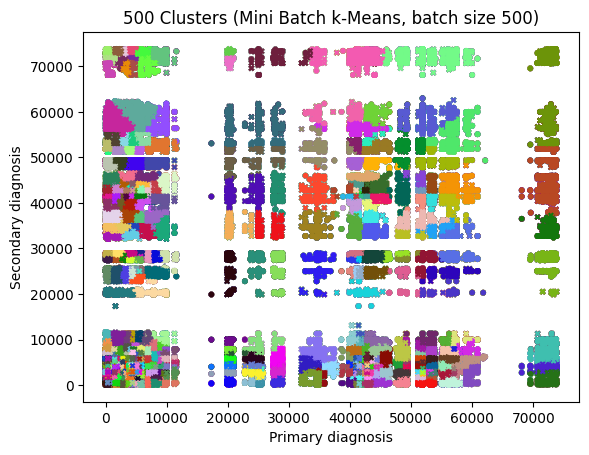 500 Clusters (Mini Batch k-Means, batch size 500)
Secondary diagnosis
70000
60000
50000
40000
30000
20000
10000
0
0 10000 20000 30000 40000 50000 60000 70000
Primary diagnosis